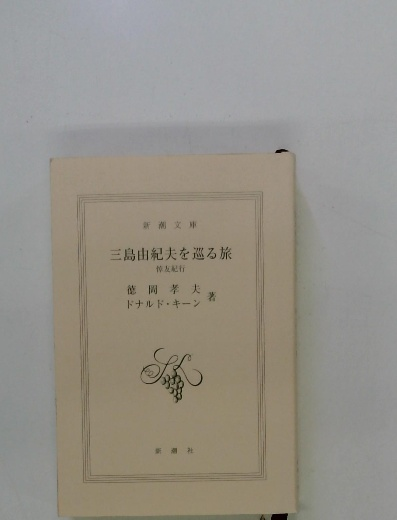 新潮文庫
三島由紀夫を巡る旅
悼友紀行
徳岡孝夫
ドナルド・キーン 著
新潮社